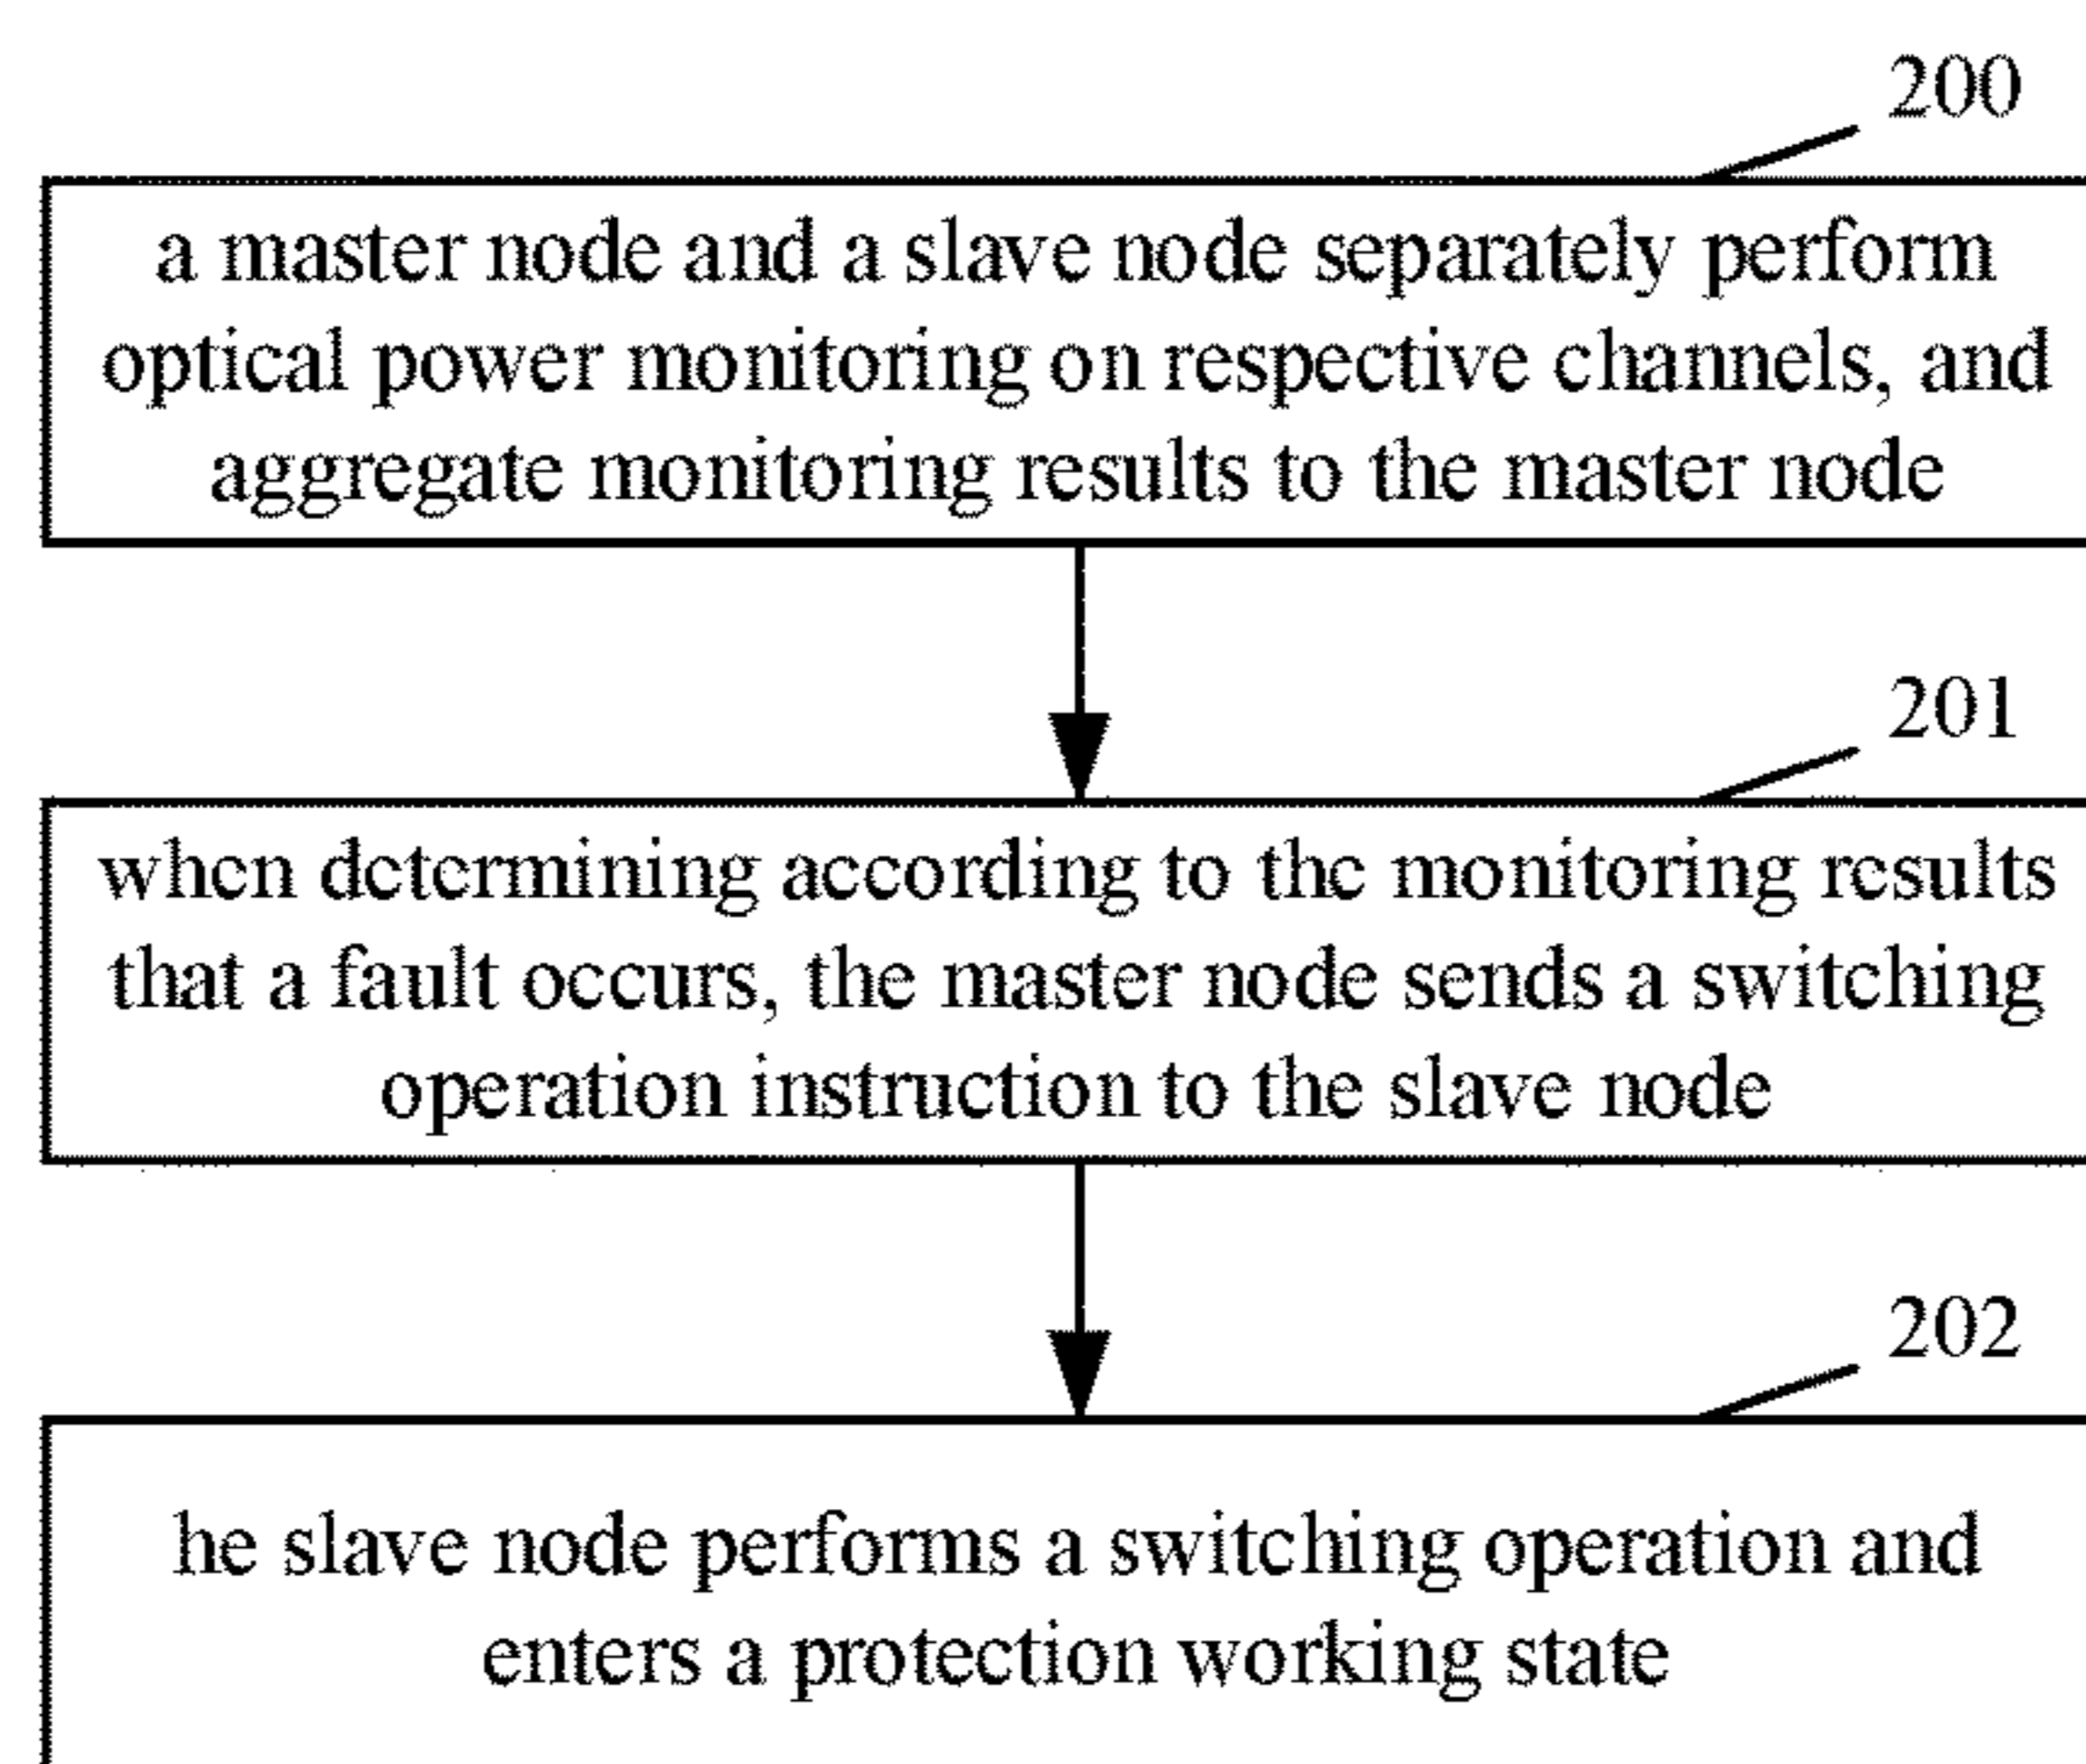 200
a master node and a slave node separately perform
optical power monitoring on respective channels, and
aggregate monitoring results to the master node
201
when determining according to the monitoring results
that a fault occurs, the master node sends a switching
operation instruction to the slave node
202
he slave node performs a switching operation and
enters a protection working state